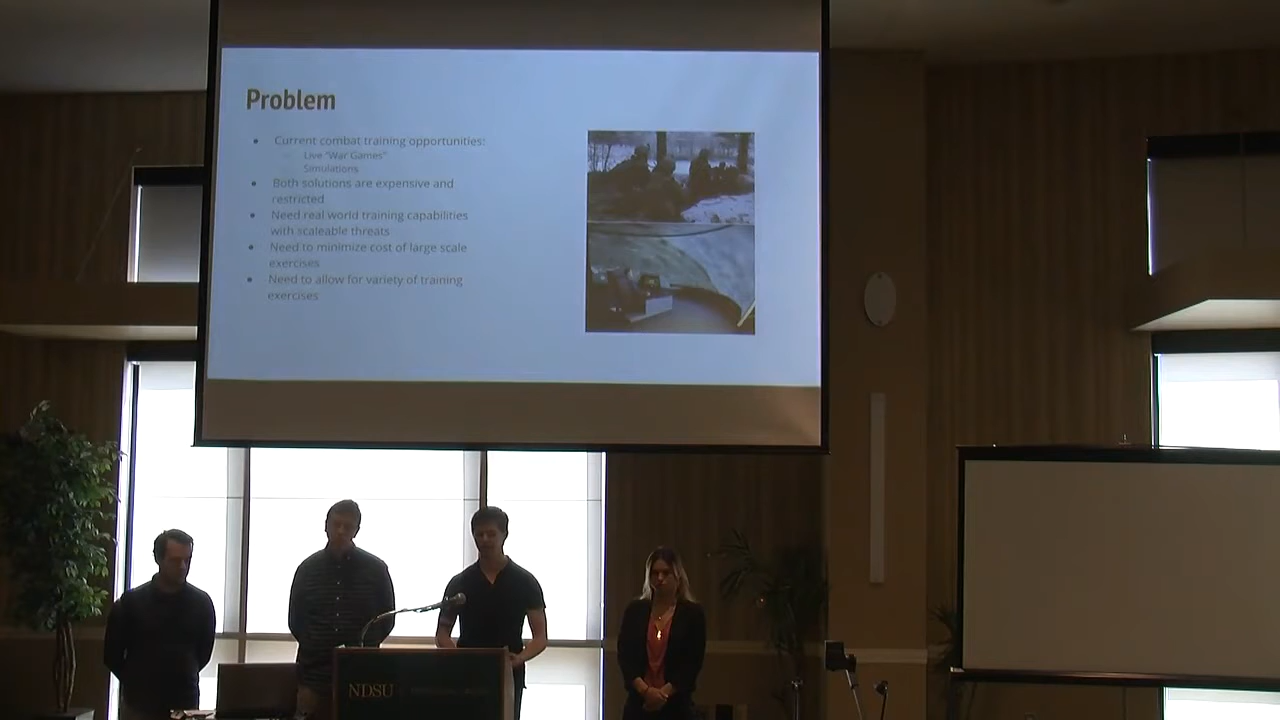 Problem
Current combat training opportunities:
Live "War Games"
Simulations
Both solutions are expensive and
restricted
Need real world training capabilities
with scaleable threats
Need to minimize cost of large scale
exercises
Need to allow for variety of training
exercises
NDSU